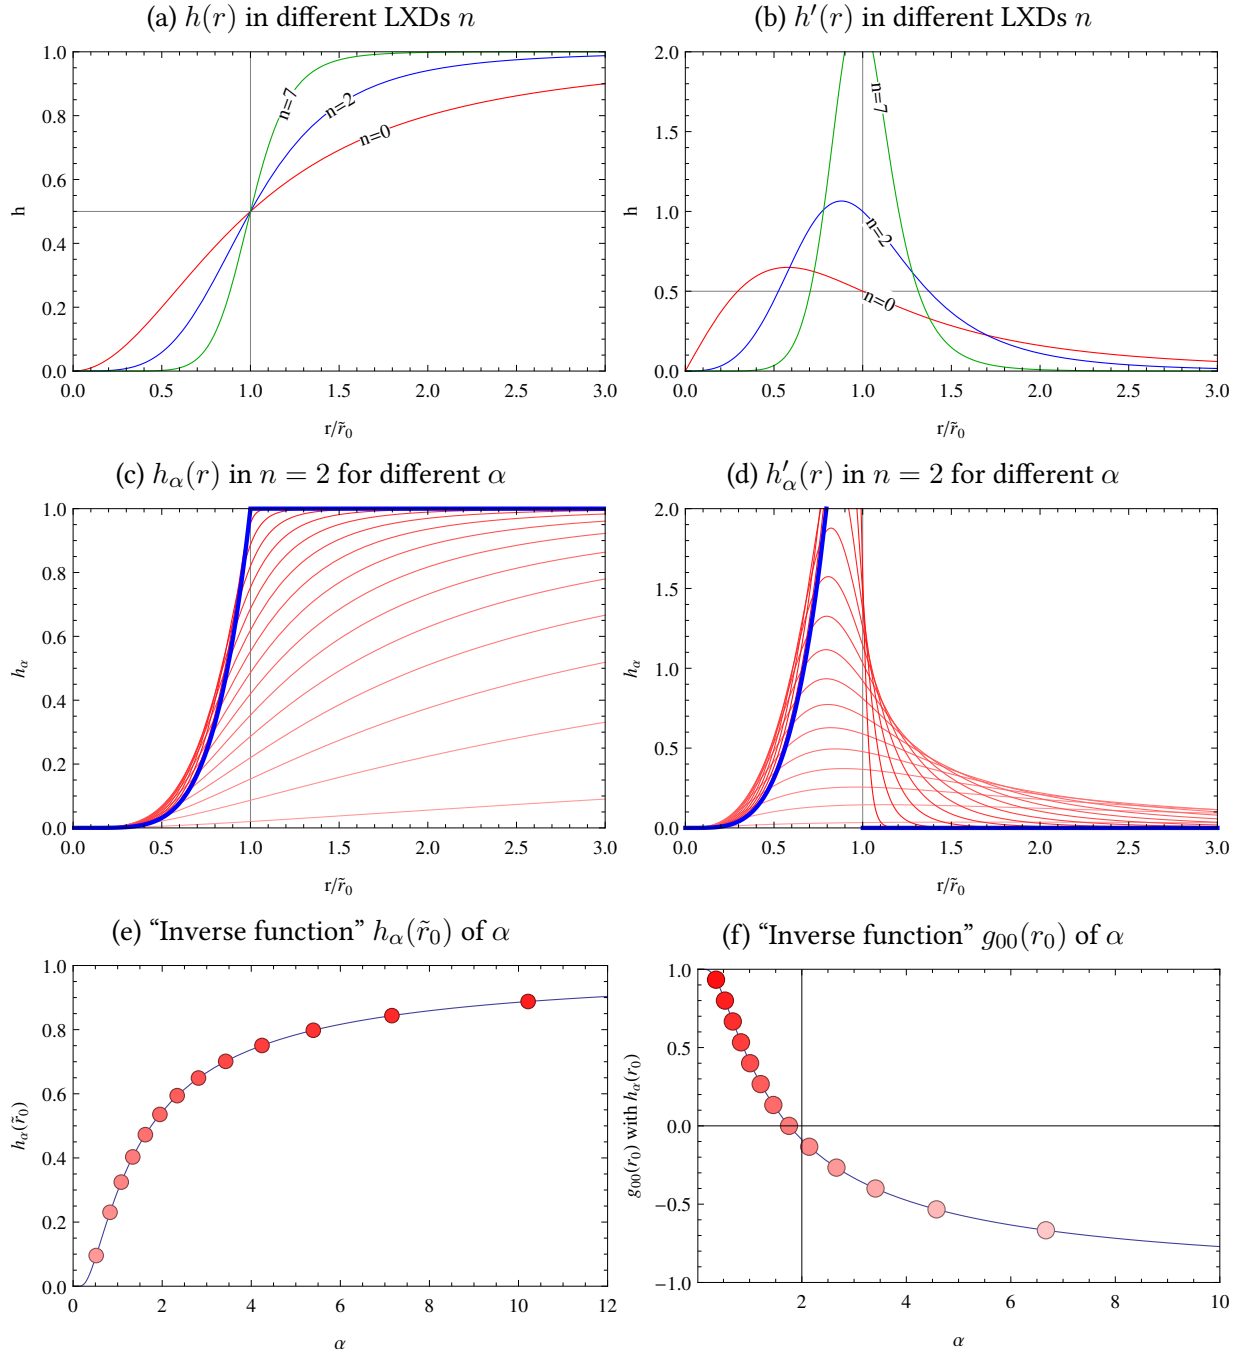 (a) h(r) in different LXDs n
1.0
0.8
0.6
0.4
0.2
0.0
h
n=7
n=2
n=0
0.0 0.5 1.0 1.5 2.0 2.5 3.0
r/r̃₀
(b) h′(r) in different LXDs n
2.0
1.5
1.0
0.5
0.0
h
n=7
n=2
n=0
0.0 0.5 1.0 1.5 2.0 2.5 3.0
r/r̃₀
(c) hα(r) in n = 2 for different α
1.0
0.8
0.6
0.4
0.2
0.0
hα
0.0 0.5 1.0 1.5 2.0 2.5 3.0
r/r̃₀
(d) h′α(r) in n = 2 for different α
2.0
1.5
1.0
0.5
0.0
hα
0.0 0.5 1.0 1.5 2.0 2.5 3.0
r/r̃₀
(e) “Inverse function” hα(r̃₀) of α
1.0
0.8
0.6
0.4
0.2
0.0
hα(r̃₀)
0 2 4 6 8 10 12
α
(f) “Inverse function” g₀₀(r₀) of α
1.0
0.5
0.0
−0.5
−1.0
g₀₀(r₀) with hα(r₀)
2 4 6 8 10
α